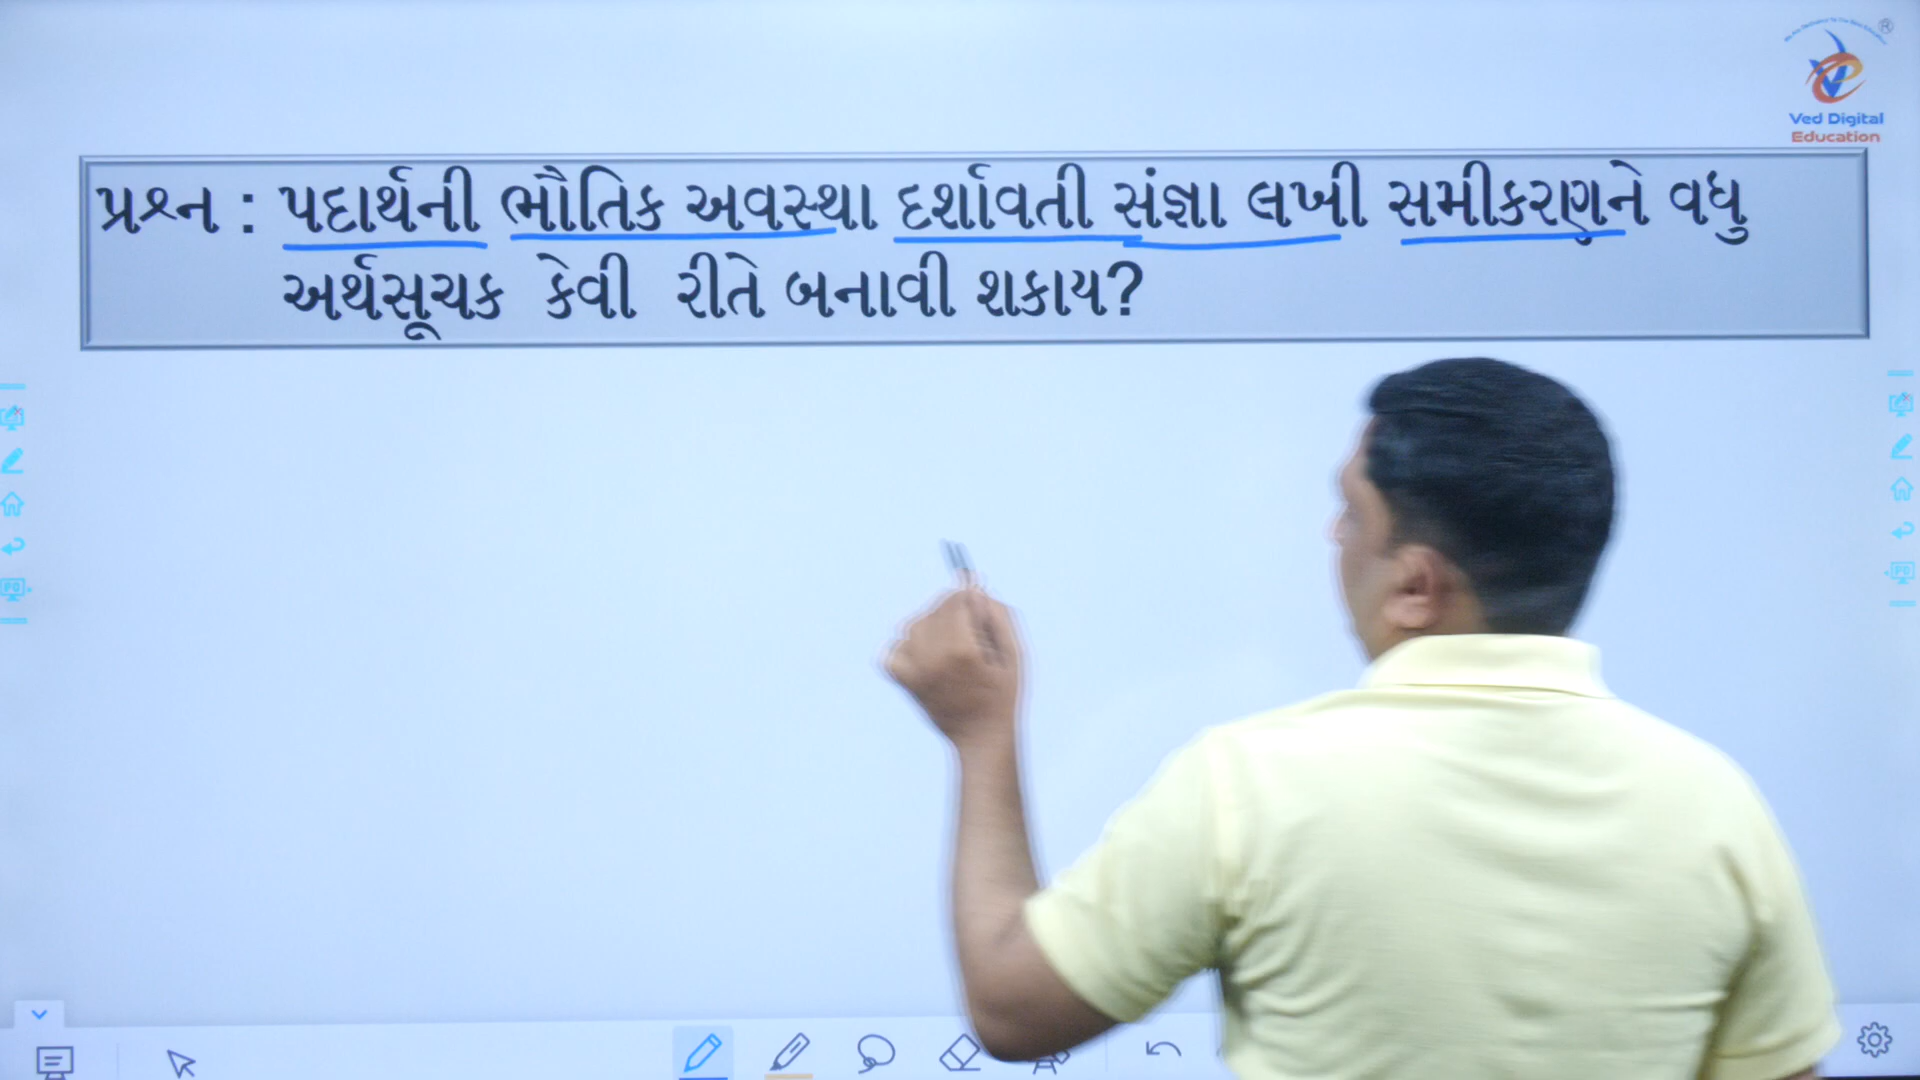 Ved Digital
Education
પ્રશ્ન : પદાર્થની ભૌતિક અવસ્થા દર્શાવતી સંજ્ઞા લખી સમીકરણને વધુ
અર્થસૂચક કેવી રીતે બનાવી શકાય?